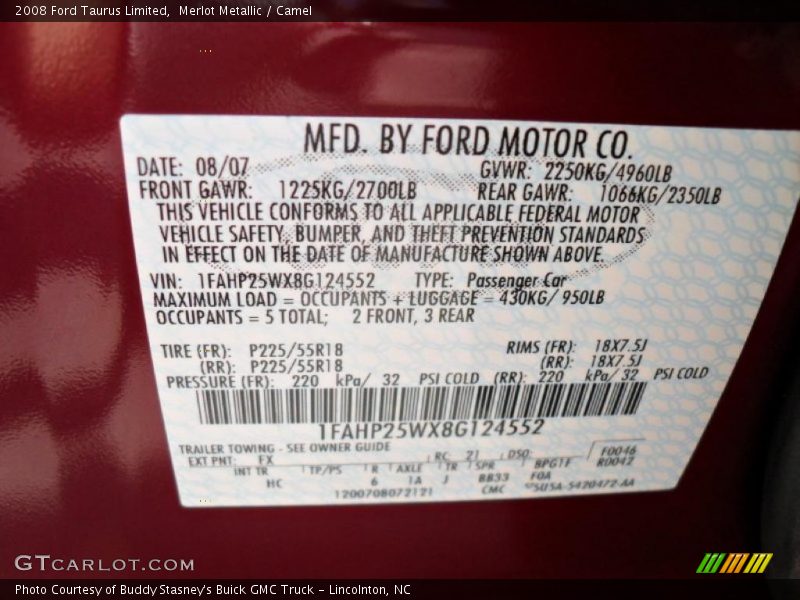 2008 Ford Taurus Limited, Merlot Metallic / Camel
MFD. BY FORD MOTOR CO.
DATE: 08/07 GVWR: 2250KG/4960LB
FRONT GAWR: 1225KG/2700LB REAR GAWR: 1066KG/2350LB
THIS VEHICLE CONFORMS TO ALL APPLICABLE FEDERAL MOTOR
VEHICLE SAFETY, BUMPER, AND THEFT PREVENTION STANDARDS
IN EFFECT ON THE DATE OF MANUFACTURE SHOWN ABOVE.
VIN: 1FAHP25WX8G124552 TYPE: Passenger Car
MAXIMUM LOAD = OCCUPANTS + LUGGAGE = 430KG/ 950LB
OCCUPANTS = 5 TOTAL; 2 FRONT, 3 REAR
TIRE (FR): P225/55R18 RIMS (FR): 18X7.5J
(RR): P225/55R18 (RR): 18X7.5J
PRESSURE (FR): 220 kPa/ 32 PSI COLD (RR): 220 kPa/ 32 PSI COLD
1FAHP25WX8G124552
TRAILER TOWING - SEE OWNER GUIDE
EXT PNT: FX RC: 21 DSO: F0046
INT TR TP/PS R AXLE TR SPR BPGTF R0042
HC 6 1A J BB33 F0A
1200708072121 CMC
GTCARLOT.COM
Photo Courtesy of Buddy Stasney's Buick GMC Truck - Lincolnton, NC